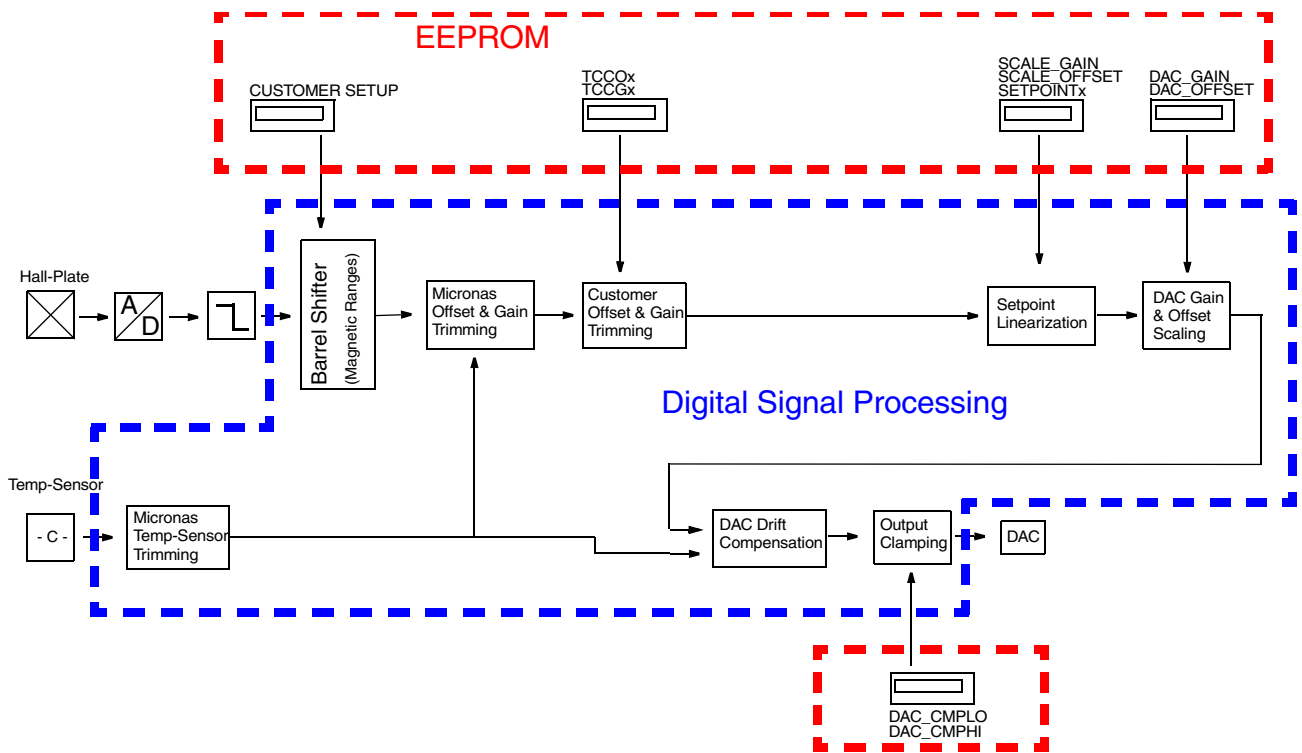 EEPROM
CUSTOMER SETUP
TCCOx
TCCGx
SCALE_GAIN
SCALE_OFFSET
SETPOINTx
DAC_GAIN
DAC_OFFSET
Hall-Plate
A
D
Barrel Shifter
(Magnetic Ranges)
Micronas
Offset & Gain
Trimming
Customer
Offset & Gain
Trimming
Setpoint
Linearization
DAC Gain
& Offset
Scaling
Digital Signal Processing
Temp-Sensor
- C -
Micronas
Temp-Sensor
Trimming
DAC Drift
Compensation
Output
Clamping
DAC
DAC_CMPLO
DAC_CMPHI